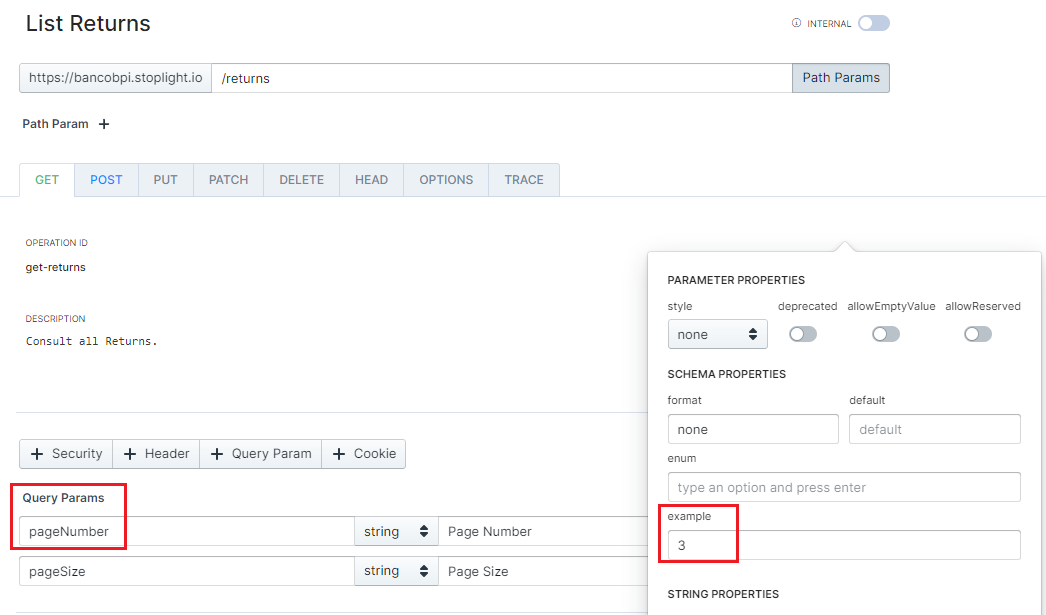 List Returns
INTERNAL
https://bancobpi.stoplight.io /returns Path Params
Path Param +
GET POST PUT PATCH DELETE HEAD OPTIONS TRACE
OPERATION ID
get-returns
DESCRIPTION
Consult all Returns.
+ Security + Header + Query Param + Cookie
Query Params
pageNumber string Page Number
pageSize string Page Size
PARAMETER PROPERTIES
style deprecated allowEmptyValue allowReserved
none
SCHEMA PROPERTIES
format default
none default
enum
type an option and press enter
example
3
STRING PROPERTIES